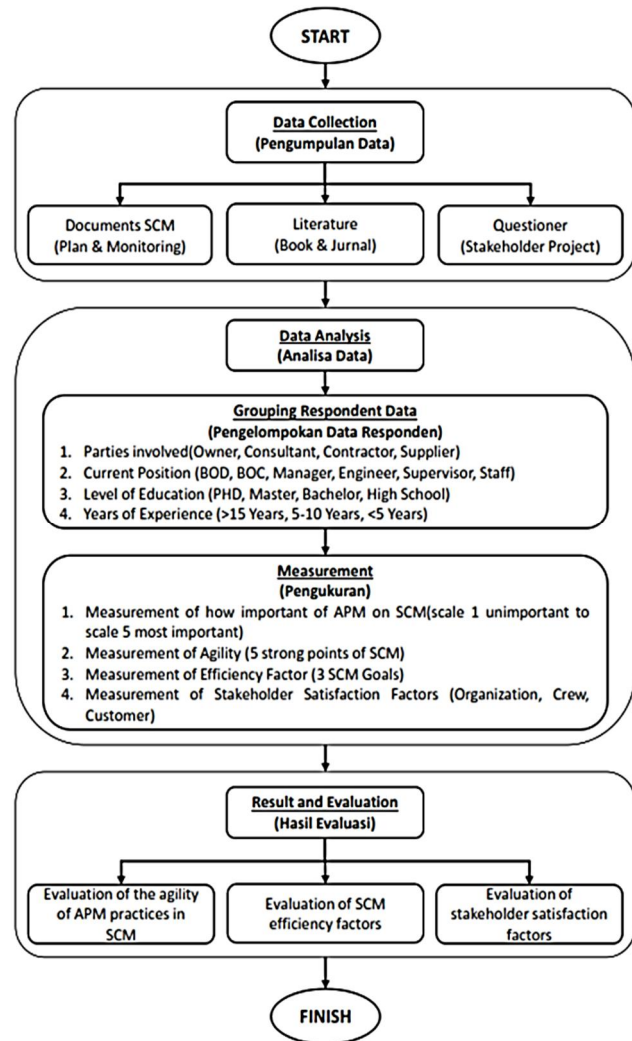 START
Data Collection
(Pengumpulan Data)
Documents SCM
(Plan & Monitoring)
Literature
(Book & Jurnal)
Questioner
(Stakeholder Project)
Data Analysis
(Analisa Data)
Grouping Respondent Data
(Pengelompokan Data Responden)
1. Parties involved(Owner, Consultant, Contractor, Supplier)
2. Current Position (BOD, BOC, Manager, Engineer, Supervisor, Staff)
3. Level of Education (PHD, Master, Bachelor, High School)
4. Years of Experience (>15 Years, 5-10 Years, <5 Years)
Measurement
(Pengukuran)
1. Measurement of how important of APM on SCM(scale 1 unimportant to
scale 5 most important)
2. Measurement of Agility (5 strong points of SCM)
3. Measurement of Efficiency Factor (3 SCM Goals)
4. Measurement of Stakeholder Satisfaction Factors (Organization, Crew,
Customer)
Result and Evaluation
(Hasil Evaluasi)
Evaluation of the agility
of APM practices in
SCM
Evaluation of SCM
efficiency factors
Evaluation of
stakeholder satisfaction
factors
FINISH